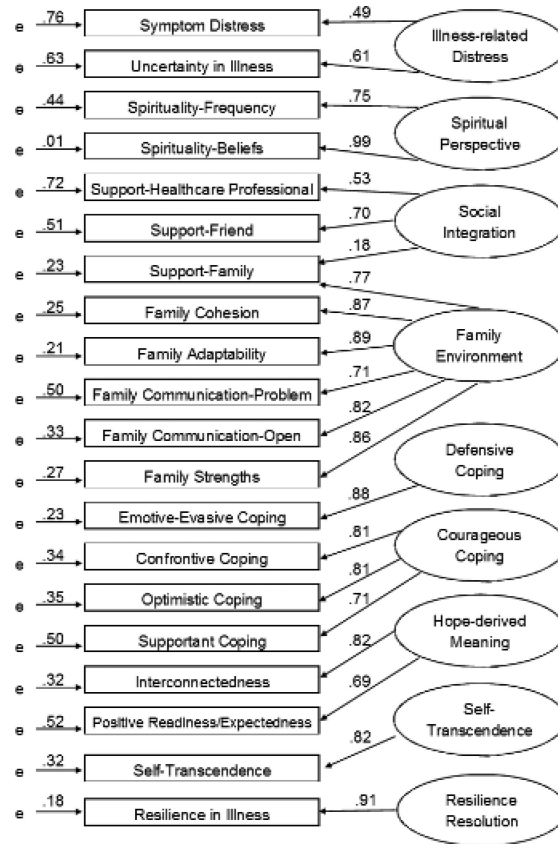 e .76 Symptom Distress .49 Illness-related
Distress
e .63 Uncertainty in Illness .61
e .44 Spirituality-Frequency .75 Spiritual
Perspective
e .01 Spirituality-Beliefs .99
e .72 Support-Healthcare Professional .53 Social
Integration
e .51 Support-Friend .70
.18
e .23 Support-Family .77
e .25 Family Cohesion .87 Family
Environment
e .21 Family Adaptability .89
e .50 Family Communication-Problem .71
e .33 Family Communication-Open .82
e .27 Family Strengths .86 Defensive
Coping
e .23 Emotive-Evasive Coping .88
e .34 Confrontive Coping .81 Courageous
Coping
e .35 Optimistic Coping .81
e .50 Supportant Coping .71 Hope-derived
Meaning
e .32 Interconnectedness .82
e .52 Positive Readiness/Expectedness .69 Self-
Transcendence
e .32 Self-Transcendence .82
e .18 Resilience in Illness .91 Resilience
Resolution